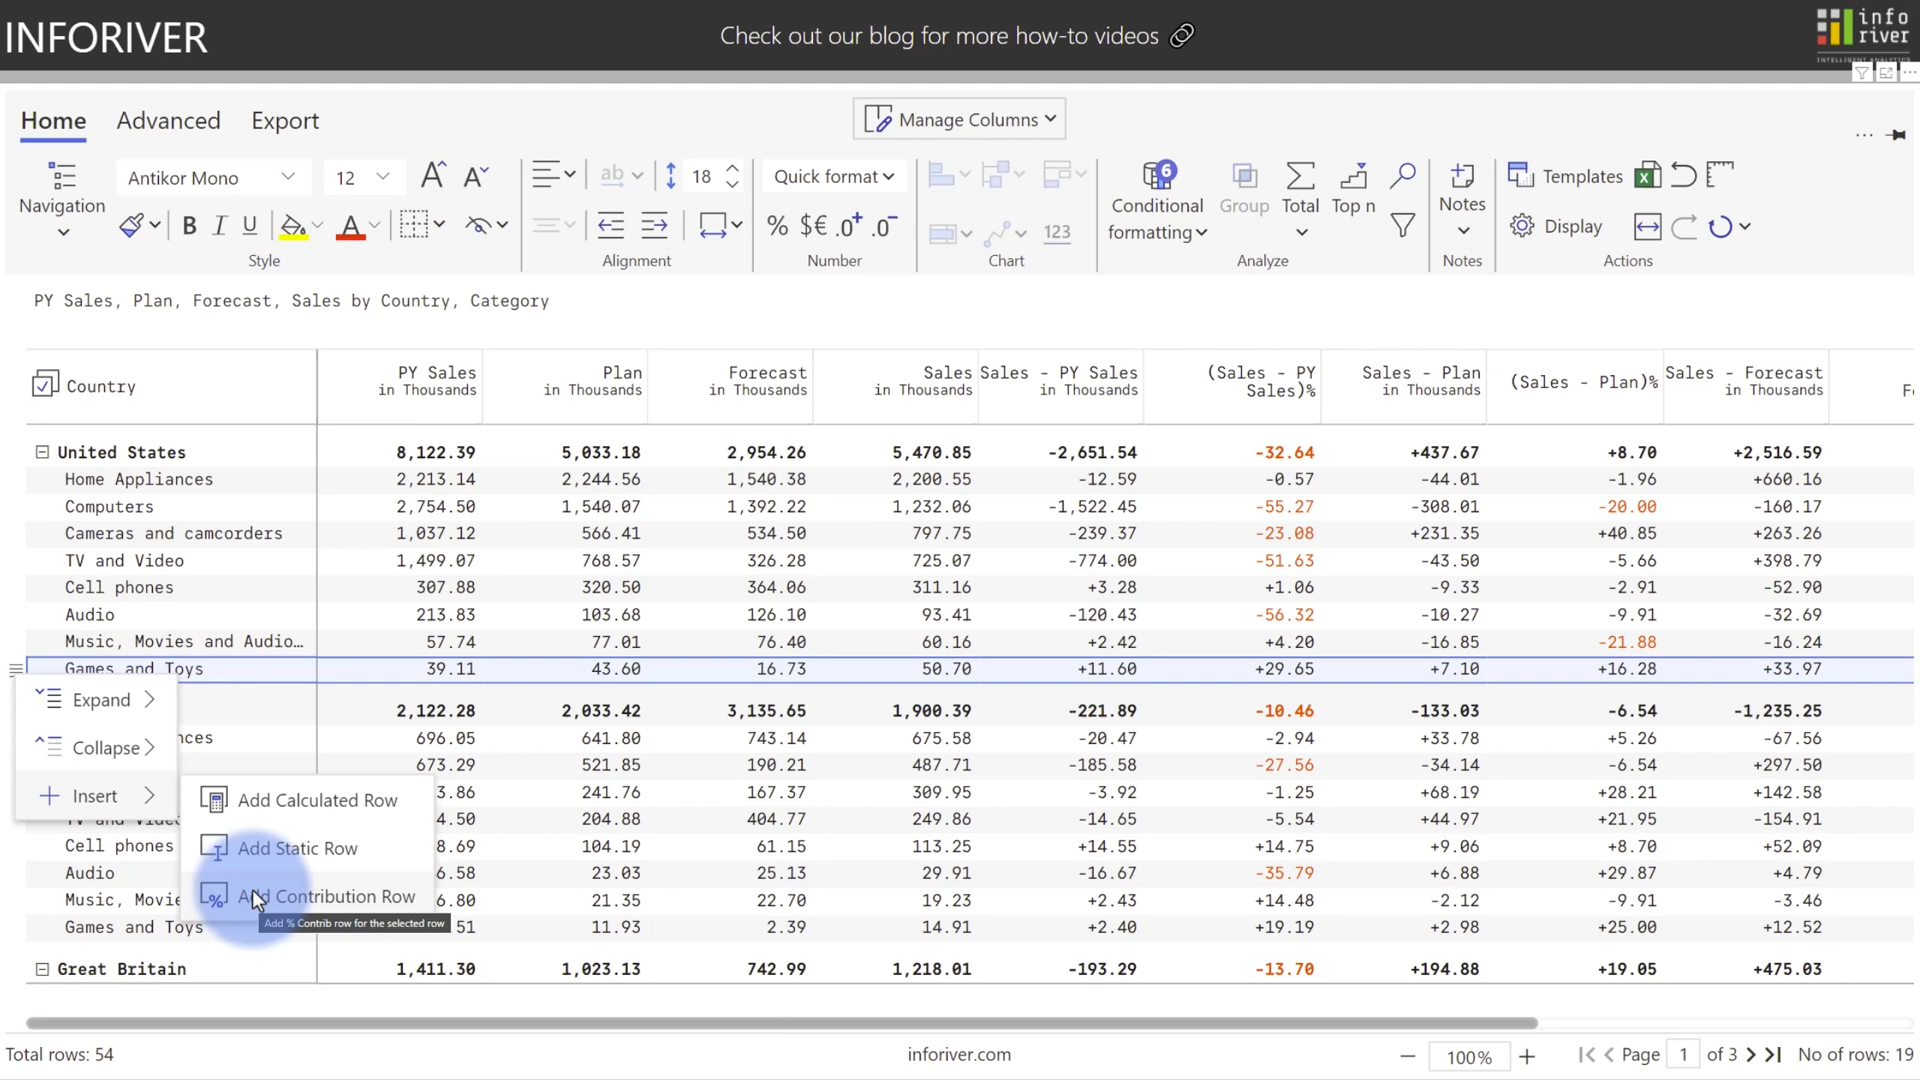 INFORIVER
Check out our blog for more how-to videos
info
river
INTELLIGENT ANALYTICS
Home Advanced Export
Manage Columns
Navigation
Antikor Mono
12
18
Quick format
Conditional
formatting
6
Group
Total
Top n
Notes
Templates
Display
B I U A
ab
% $€ .0+ .0-
123
Style
Alignment
Number
Chart
Analyze
Notes
Actions
PY Sales, Plan, Forecast, Sales by Country, Category
Country
PY Sales
in Thousands
Plan
in Thousands
Forecast
in Thousands
Sales
in Thousands
Sales - PY Sales
in Thousands
(Sales - PY
Sales)%
Sales - Plan
in Thousands
(Sales - Plan)%
Sales - Forecast
in Thousands
United States 8,122.39 5,033.18 2,954.26 5,470.85 -2,651.54 -32.64 +437.67 +8.70 +2,516.59
Home Appliances 2,213.14 2,244.56 1,540.38 2,200.55 -12.59 -0.57 -44.01 -1.96 +660.16
Computers 2,754.50 1,540.07 1,392.22 1,232.06 -1,522.45 -55.27 -308.01 -20.00 -160.17
Cameras and camcorders 1,037.12 566.41 534.50 797.75 -239.37 -23.08 +231.35 +40.85 +263.26
TV and Video 1,499.07 768.57 326.28 725.07 -774.00 -51.63 -43.50 -5.66 +398.79
Cell phones 307.88 320.50 364.06 311.16 +3.28 +1.06 -9.33 -2.91 -52.90
Audio 213.83 103.68 126.10 93.41 -120.43 -56.32 -10.27 -9.91 -32.69
Music, Movies and Audio… 57.74 77.01 76.40 60.16 +2.42 +4.20 -16.85 -21.88 -16.24
Games and Toys 39.11 43.60 16.73 50.70 +11.60 +29.65 +7.10 +16.28 +33.97
2,122.28 2,033.42 3,135.65 1,900.39 -221.89 -10.46 -133.03 -6.54 -1,235.25
nces 696.05 641.80 743.14 675.58 -20.47 -2.94 +33.78 +5.26 -67.56
673.29 521.85 190.21 487.71 -185.58 -27.56 -34.14 -6.54 +297.50
3.86 241.76 167.37 309.95 -3.92 -1.25 +68.19 +28.21 +142.58
TV and Video 4.50 204.88 404.77 249.86 -14.65 -5.54 +44.97 +21.95 -154.91
Cell phones 8.69 104.19 61.15 113.25 +14.55 +14.75 +9.06 +8.70 +52.09
Audio 6.58 23.03 25.13 29.91 -16.67 -35.79 +6.88 +29.87 +4.79
Music, Movie 6.80 21.35 22.70 19.23 +2.43 +14.48 -2.12 -9.91 -3.46
Games and Toys 51 11.93 2.39 14.91 +2.40 +19.19 +2.98 +25.00 +12.52
Great Britain 1,411.30 1,023.13 742.99 1,218.01 -193.29 -13.70 +194.88 +19.05 +475.03
Expand
Collapse
Insert
Add Calculated Row
Add Static Row
Add Contribution Row
Add % Contrib row for the selected row
Total rows: 54
inforiver.com
100%
Page 1 of 3
No of rows: 19